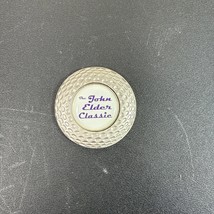 The John
Elder
Classic